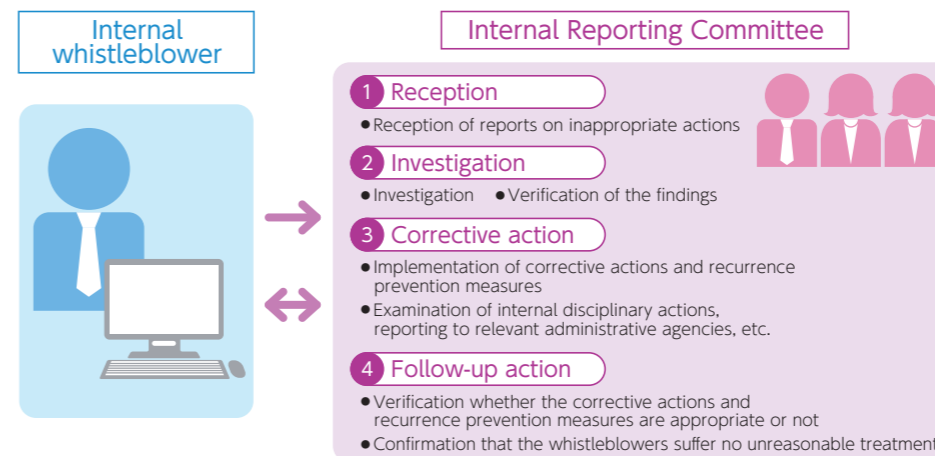 Internal
whistleblower
Internal Reporting Committee
1 Reception
●Reception of reports on inappropriate actions
2 Investigation
●Investigation ●Verification of the findings
3 Corrective action
●Implementation of corrective actions and recurrence
prevention measures
●Examination of internal disciplinary actions,
reporting to relevant administrative agencies, etc.
4 Follow-up action
●Verification whether the corrective actions and
recurrence prevention measures are appropriate or not
●Confirmation that the whistleblowers suffer no unreasonable treatment